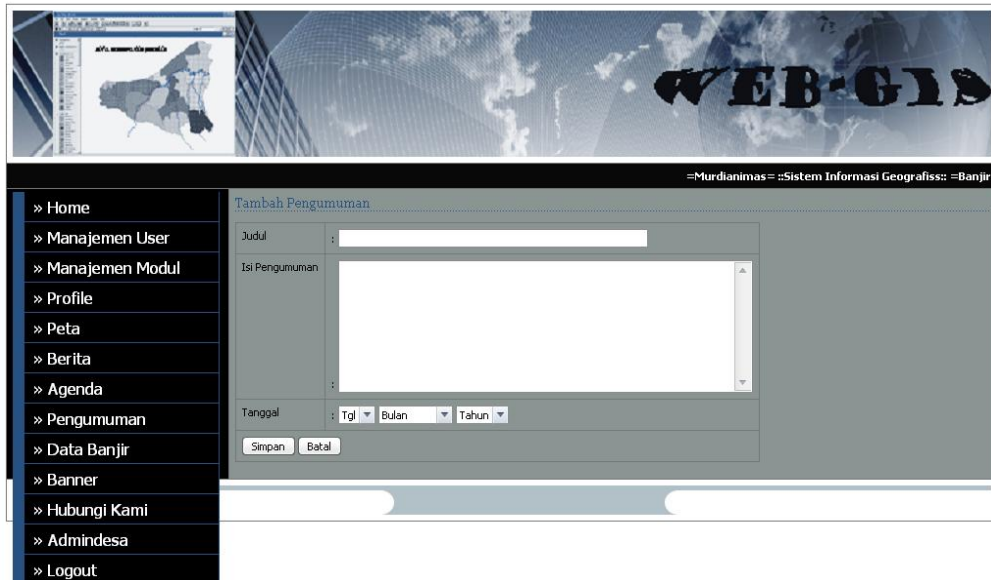 WEB-GIS
=Murdianimas= ::Sistem Informasi Geografiss:: =Banjir
» Home
» Manajemen User
» Manajemen Modul
» Profile
» Peta
» Berita
» Agenda
» Pengumuman
» Data Banjir
» Banner
» Hubungi Kami
» Admindesa
» Logout
Tambah Pengumuman
Judul :
Isi Pengumuman :
Tanggal : Tgl Bulan Tahun
Simpan Batal